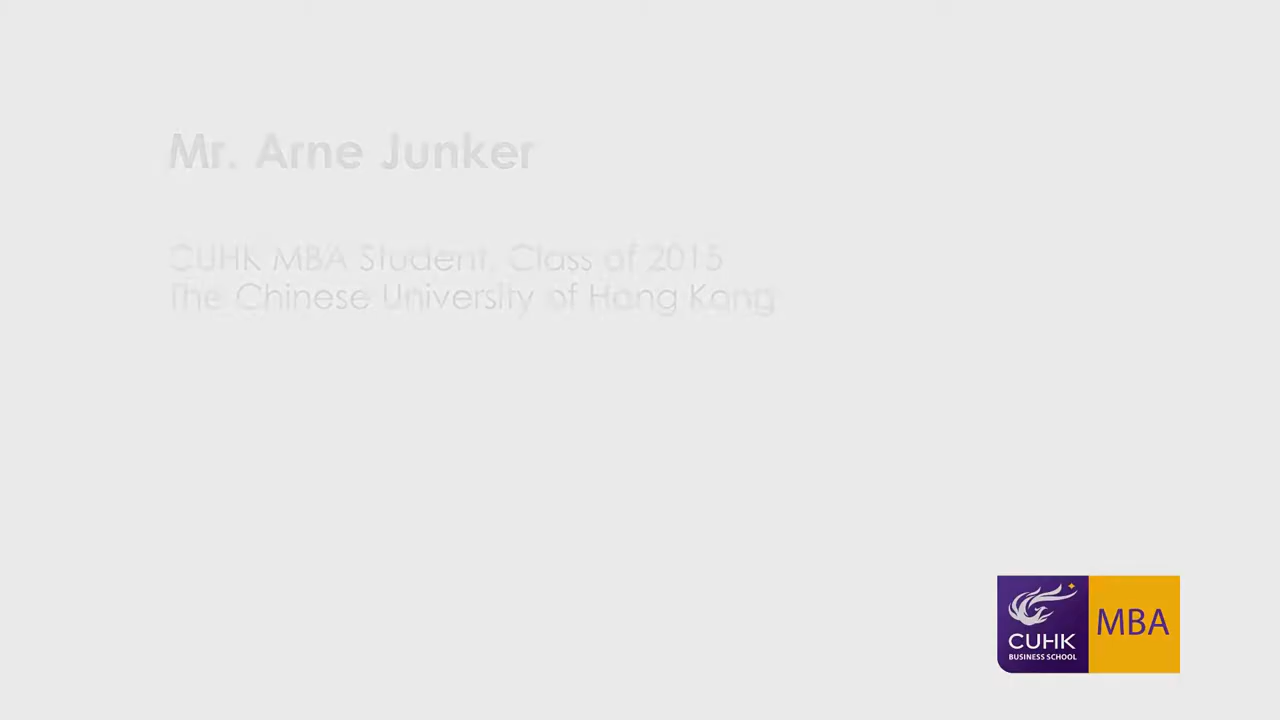 Mr. Arne Junker
CUHK MBA Student, Class of 2015
The Chinese University of Hong Kong
CUHK
BUSINESS SCHOOL
MBA